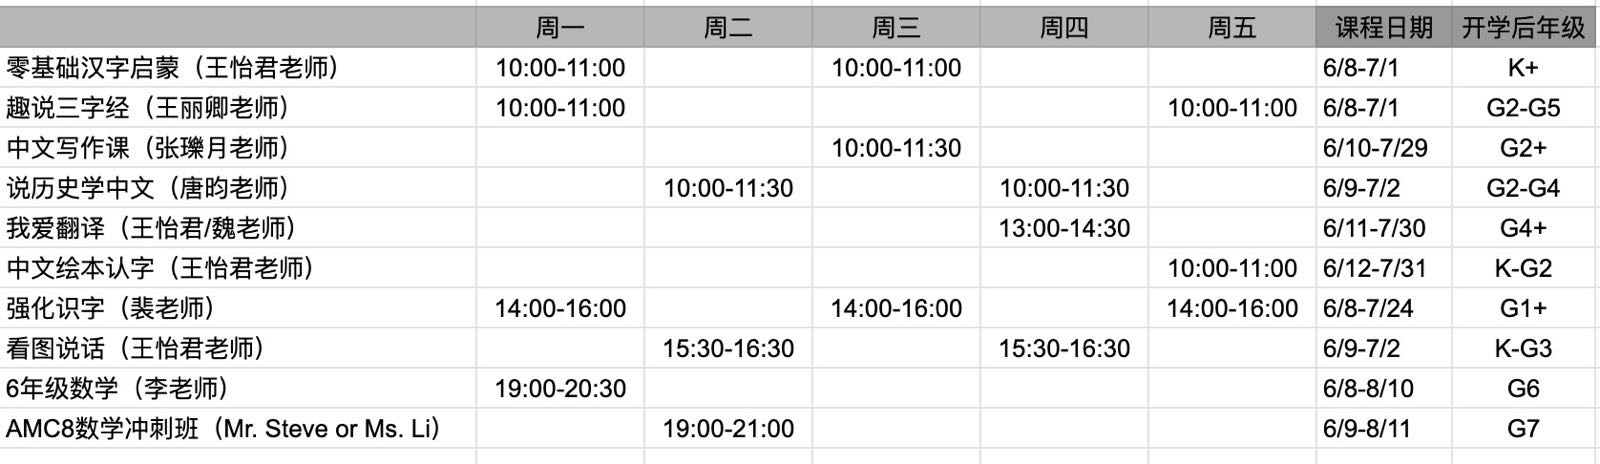 周一 周二 周三 周四 周五 课程日期 开学后年级
零基础汉字启蒙（王怡君老师） 10:00-11:00 10:00-11:00 6/8-7/1 K+
趣说三字经（王丽卿老师） 10:00-11:00 10:00-11:00 6/8-7/1 G2-G5
中文写作课（张瓅月老师） 10:00-11:30 6/10-7/29 G2+
说历史学中文（唐昀老师） 10:00-11:30 10:00-11:30 6/9-7/2 G2-G4
我爱翻译（王怡君/魏老师） 13:00-14:30 6/11-7/30 G4+
中文绘本认字（王怡君老师） 10:00-11:00 6/12-7/31 K-G2
强化识字（裴老师） 14:00-16:00 14:00-16:00 14:00-16:00 6/8-7/24 G1+
看图说话（王怡君老师） 15:30-16:30 15:30-16:30 6/9-7/2 K-G3
6年级数学（李老师） 19:00-20:30 6/8-8/10 G6
AMC8数学冲刺班（Mr. Steve or Ms. Li） 19:00-21:00 6/9-8/11 G7